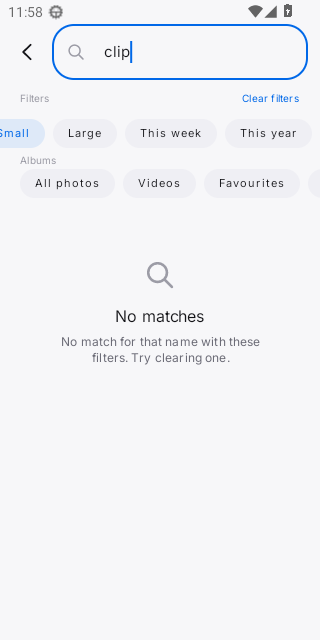 11:58
clip
Filters
Clear filters
Small
Large
This week
This year
Albums
All photos
Videos
Favourites
No matches
No match for that name with these
filters. Try clearing one.